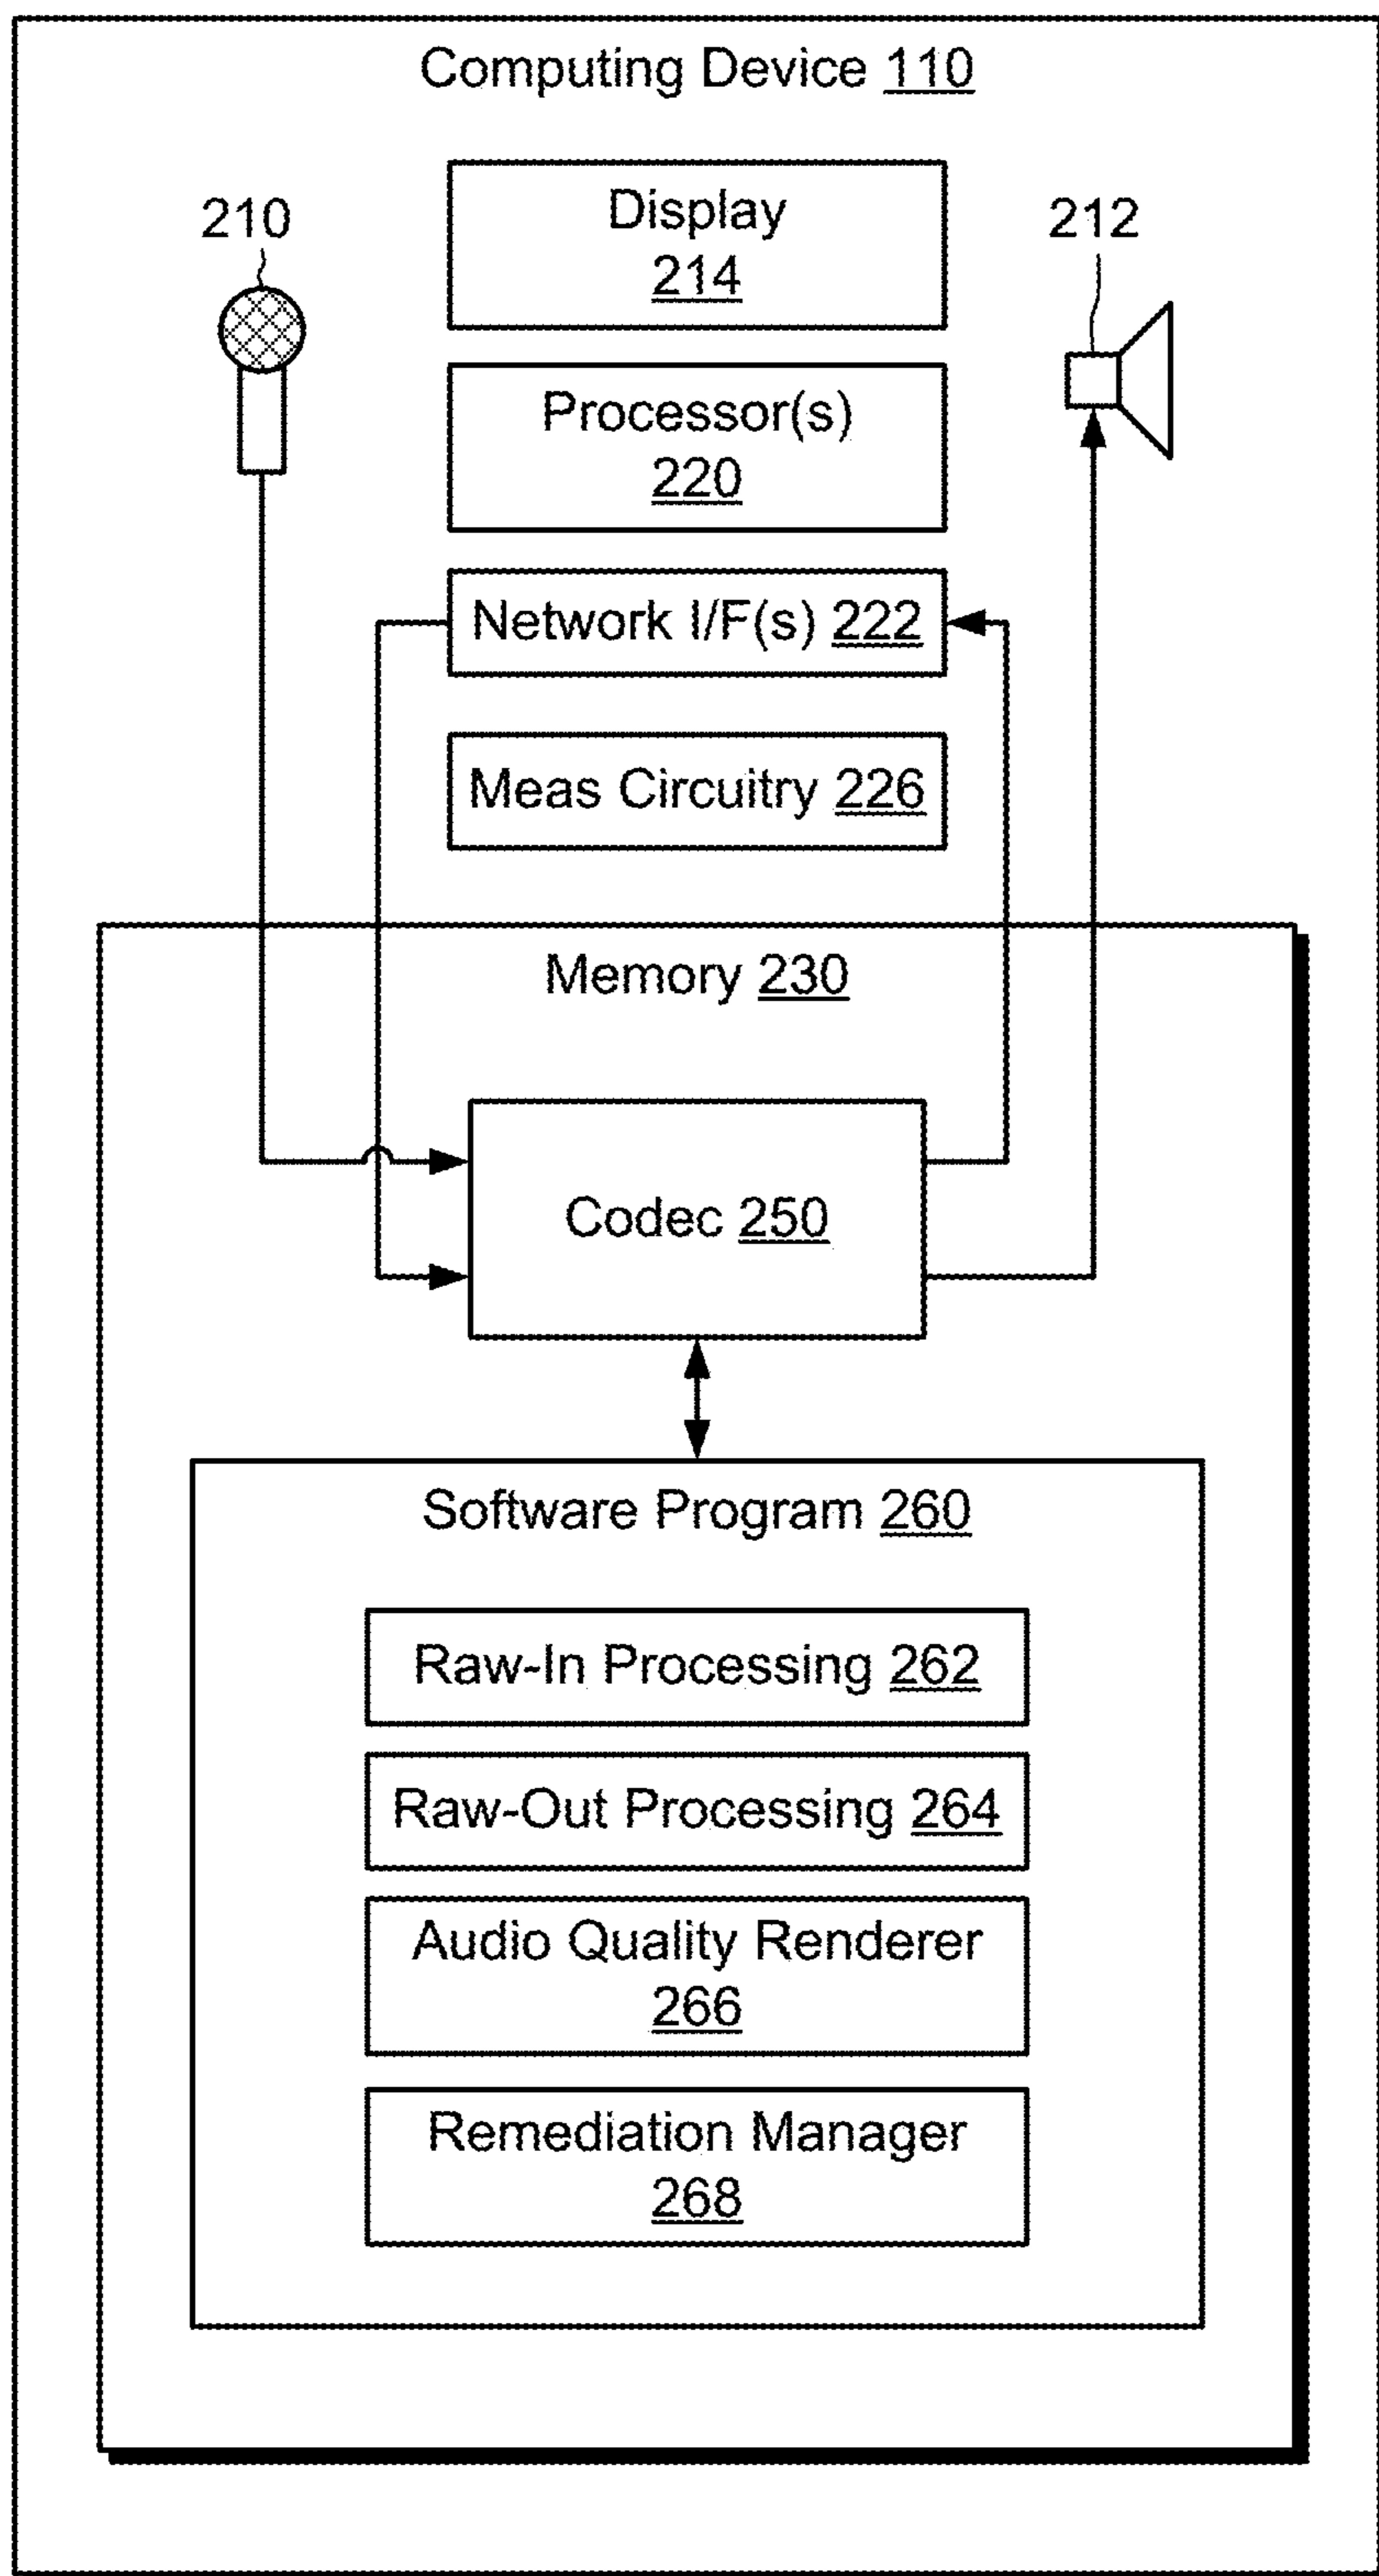 Computing Device 110
210
Display
214
212
Processor(s)
220
Network I/F(s) 222
Meas Circuitry 226
Memory 230
Codec 250
Software Program 260
Raw-In Processing 262
Raw-Out Processing 264
Audio Quality Renderer
266
Remediation Manager
268